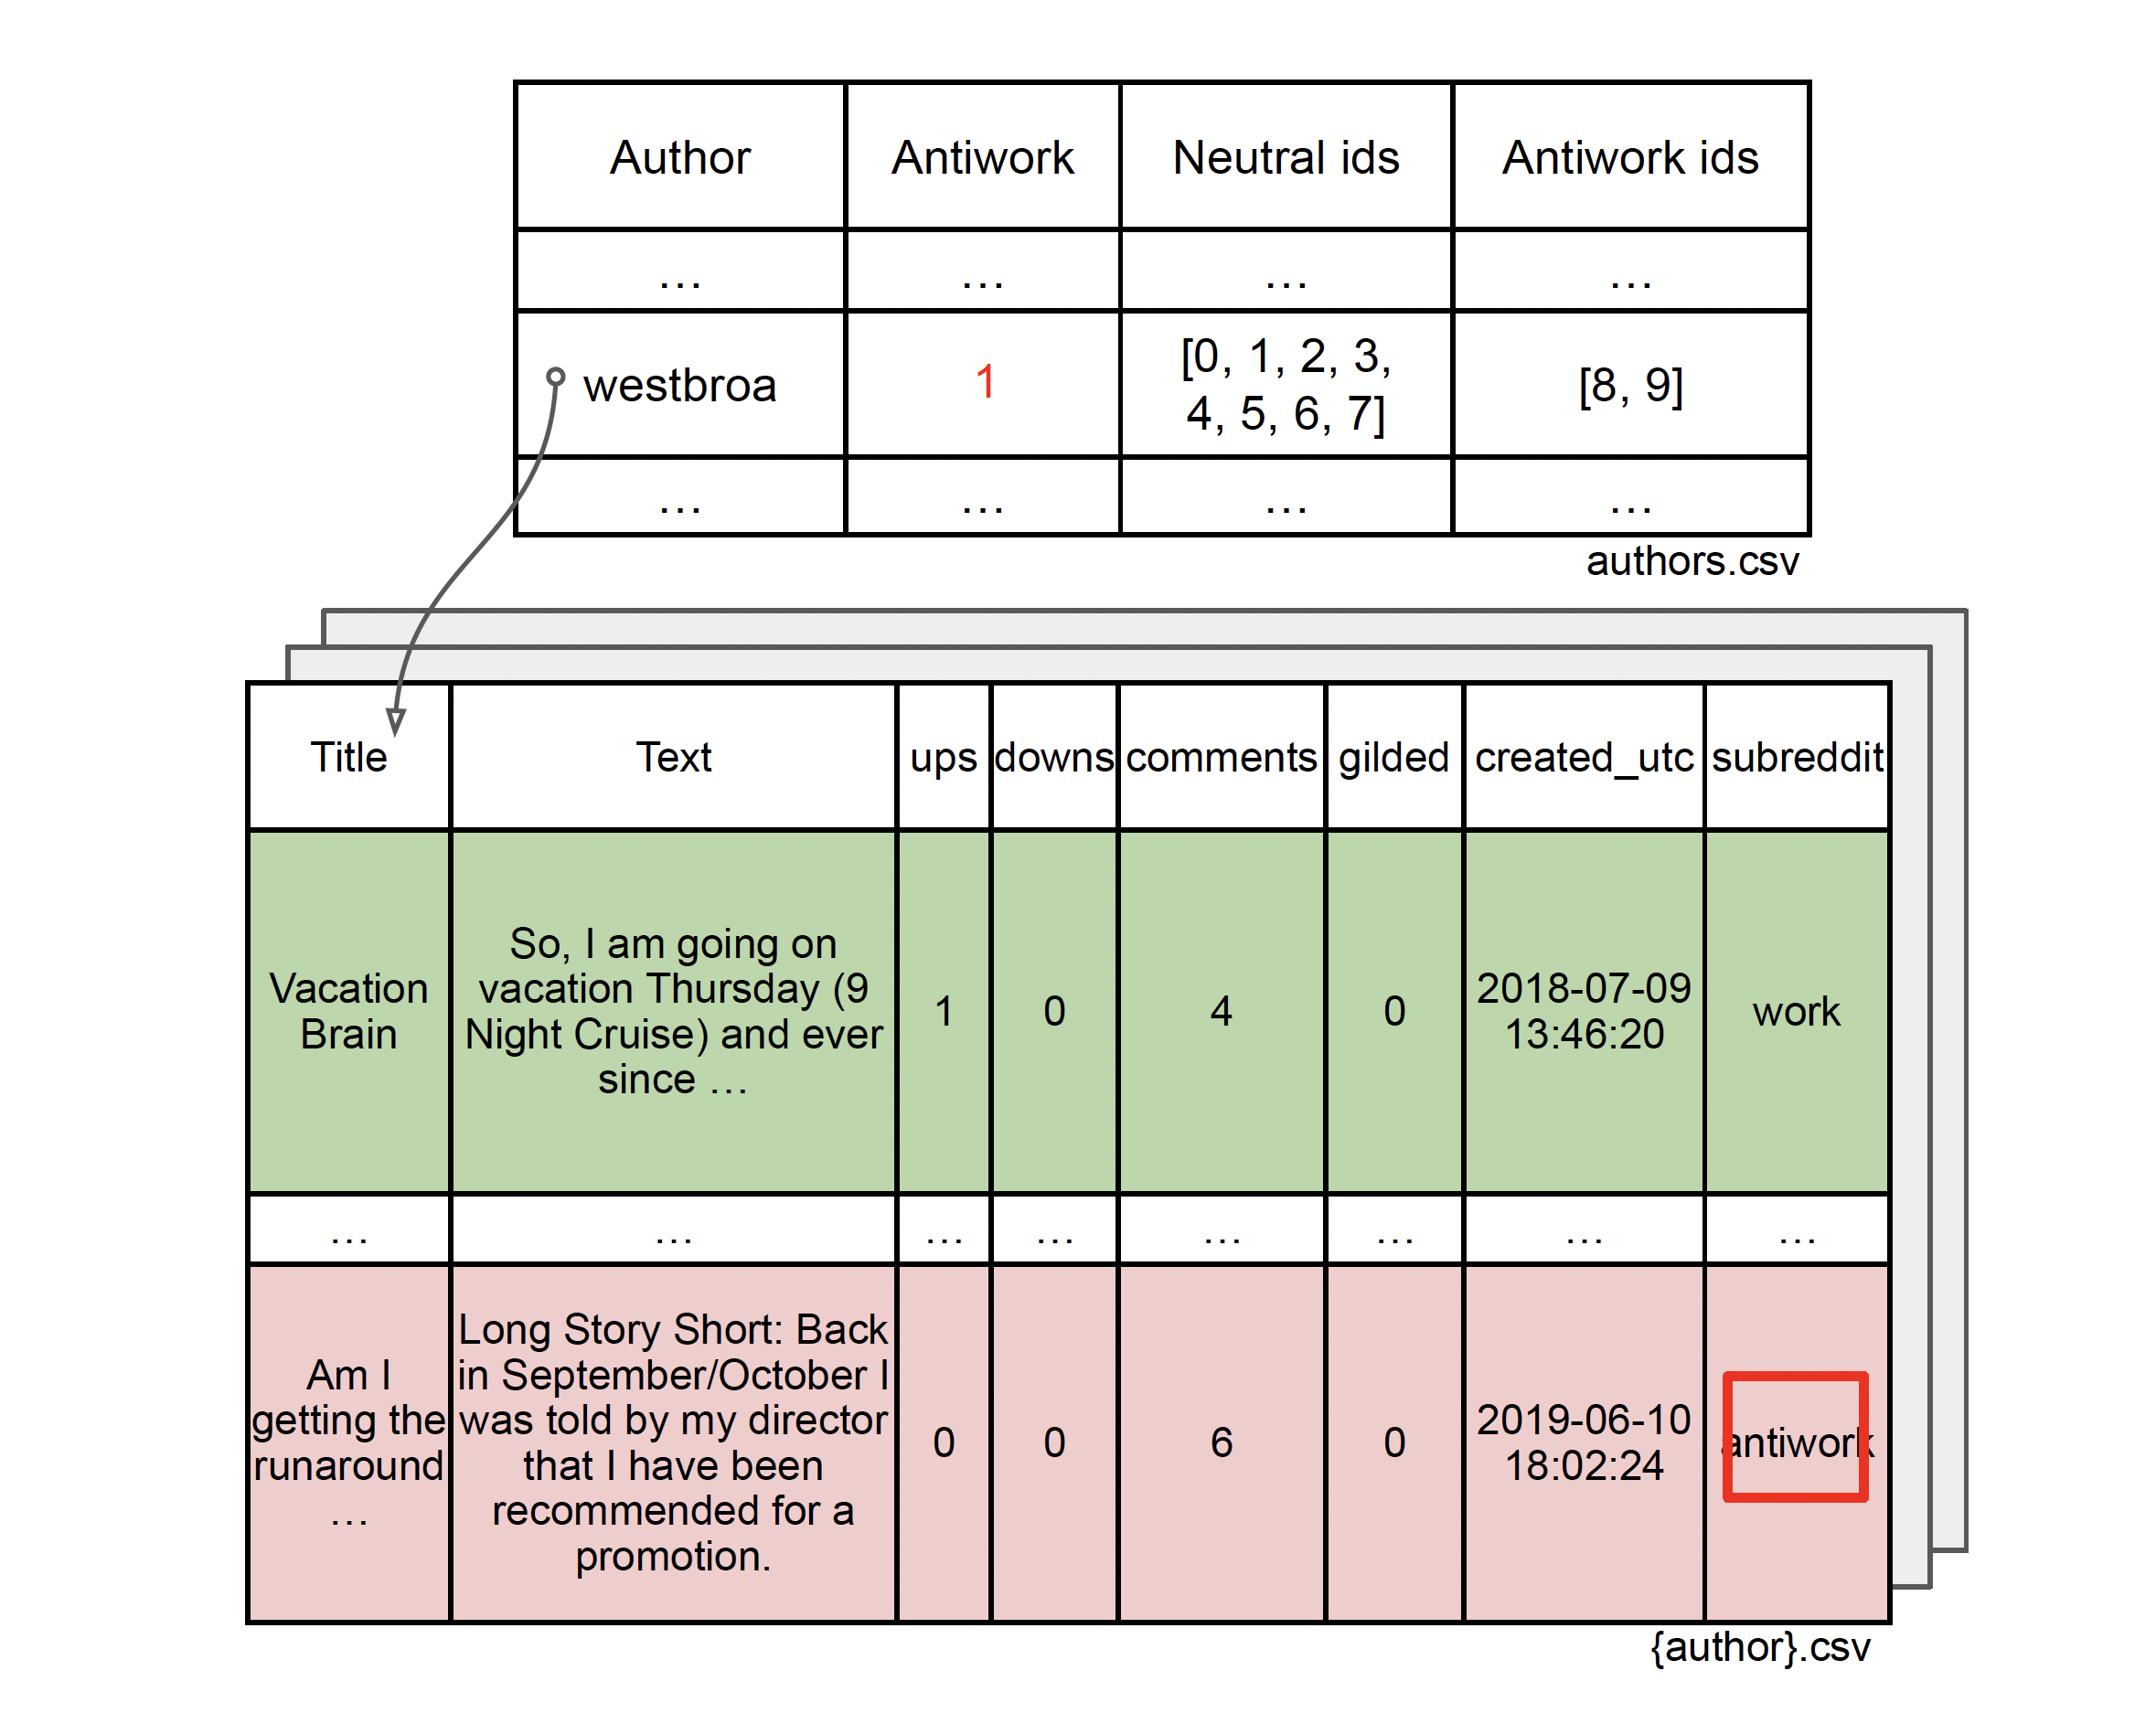 Author Antiwork Neutral ids Antiwork ids
… … … …
westbroa 1 [0, 1, 2, 3,
4, 5, 6, 7] [8, 9]
… … … …
authors.csv
Title Text ups downs comments gilded created_utc subreddit
Vacation
Brain
So, I am going on
vacation Thursday (9
Night Cruise) and ever
since …
1 0 4 0
2018-07-09
13:46:20
work
… … … … … … … …
Am I
getting the
runaround
…
Long Story Short: Back
in September/October I
was told by my director
that I have been
recommended for a
promotion.
0 0 6 0
2019-06-10
18:02:24
antiwork
{author}.csv